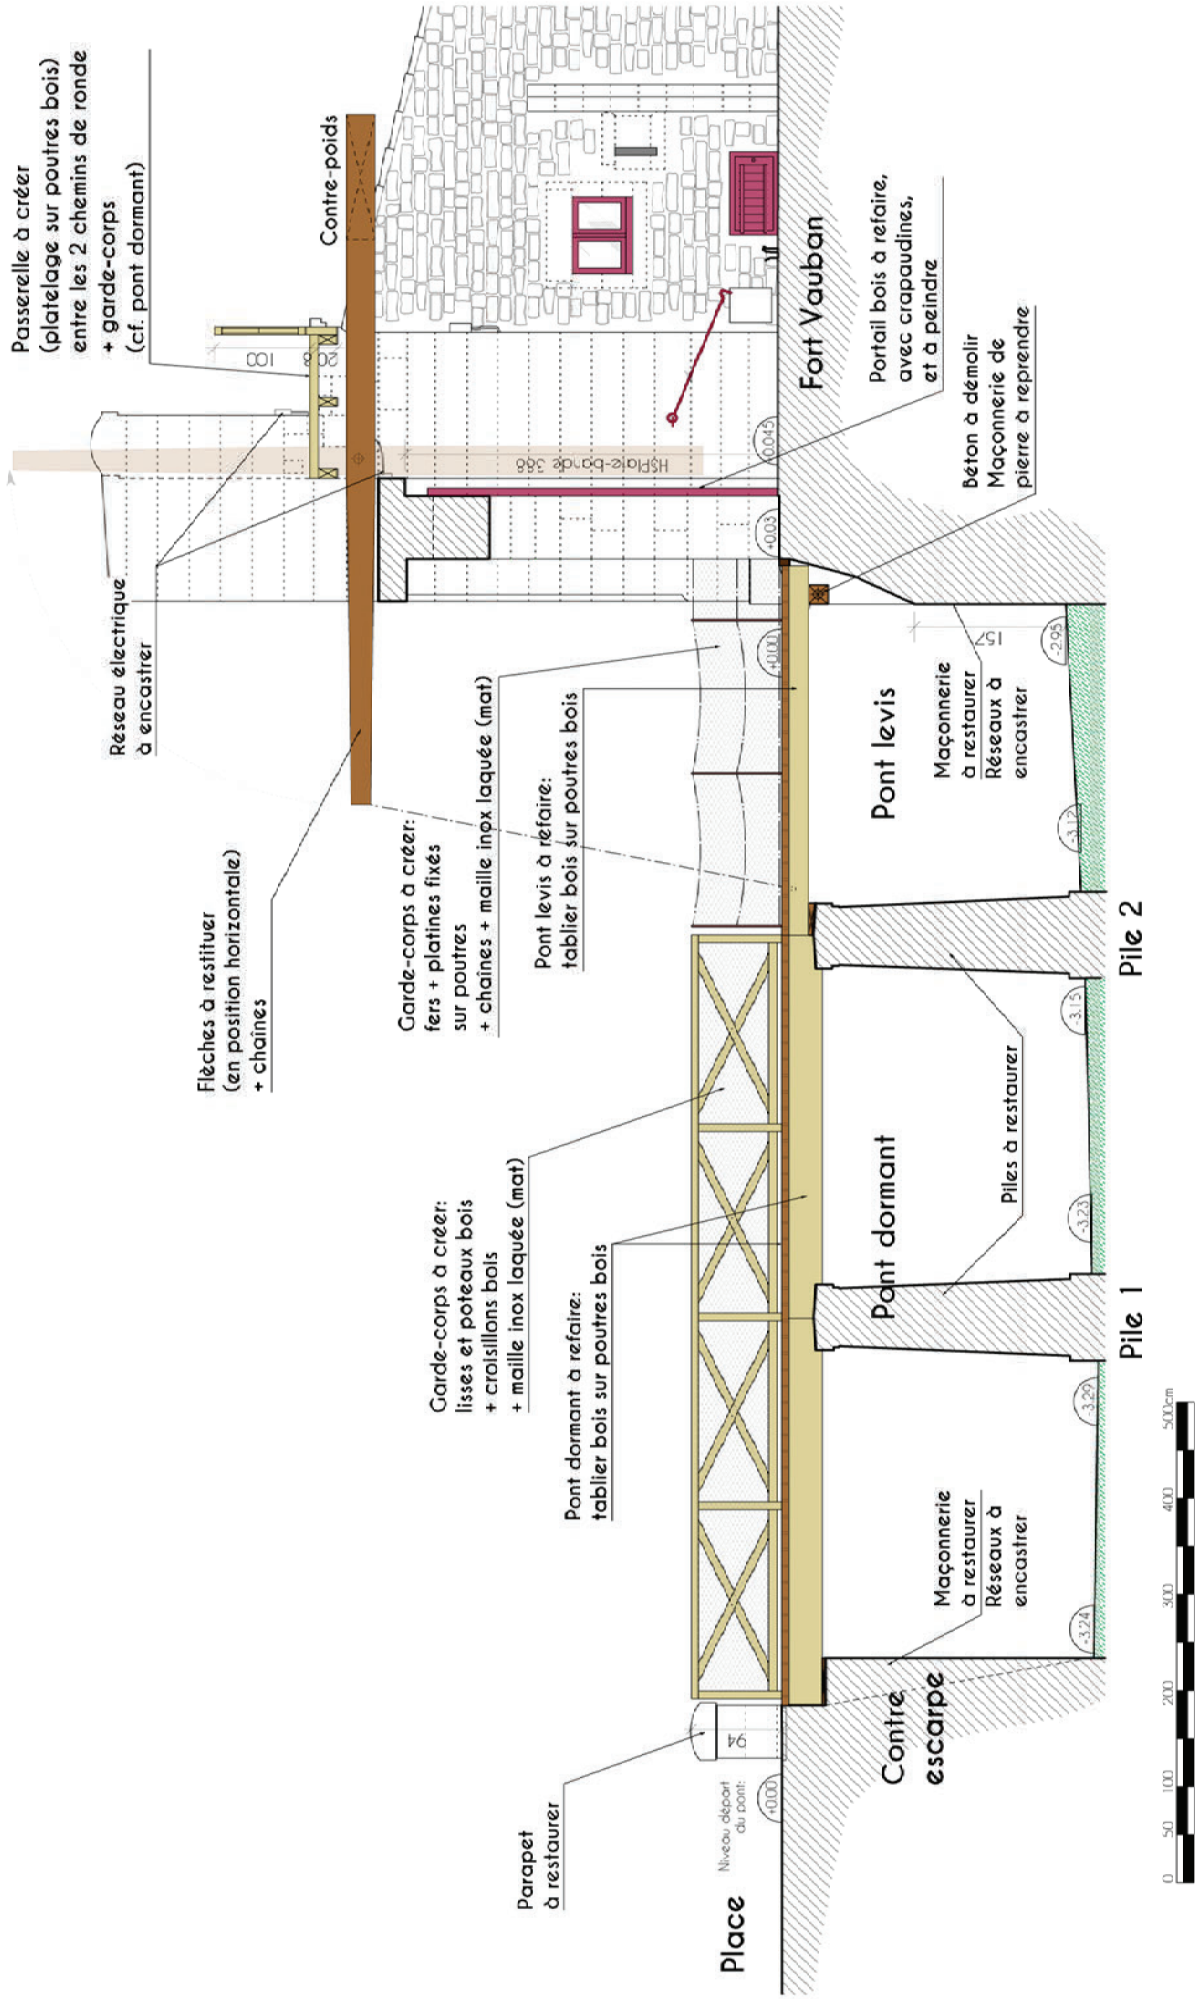 Passerelle à créer
(platelage sur poutres bois)
entre les 2 chemins de ronde
+ garde-corps
(cf. pont dormant)
Contre-poids
Réseau électrique
à encastrer
Flèches à restituer
(en position horizontale)
+ chaînes
100
20.8
HSPlate-bande 388
Garde-corps à créer:
fers + platines fixés
sur poutres
+ chaînes + maille inox laquée (mat)
Pont levis à refaire:
tablier bois sur poutres bois
Garde-corps à créer:
lisses et poteaux bois
+ croisillons bois
+ maille inox laquée (mat)
Pont dormant à refaire:
tablier bois sur poutres bois
Parapet
à restaurer
94
Niveau départ
du pont:
+0.00
Place
+0.00
+0.03
0.045
Fort Vauban
Portail bois à refaire,
avec crapaudines,
et à peindre
Béton à démolir
Maçonnerie de
pierre à reprendre
Contre
escarpe
Maçonnerie
à restaurer
Réseaux à
encastrer
Pont dormant
Piles à restaurer
Pont levis
Maçonnerie
à restaurer
Réseaux à
encastrer
157
-3.24
-3.29
-3.23
-3.15
-3.12
-2.95
Pile 1
Pile 2
0
50
100
200
300
400
500cm